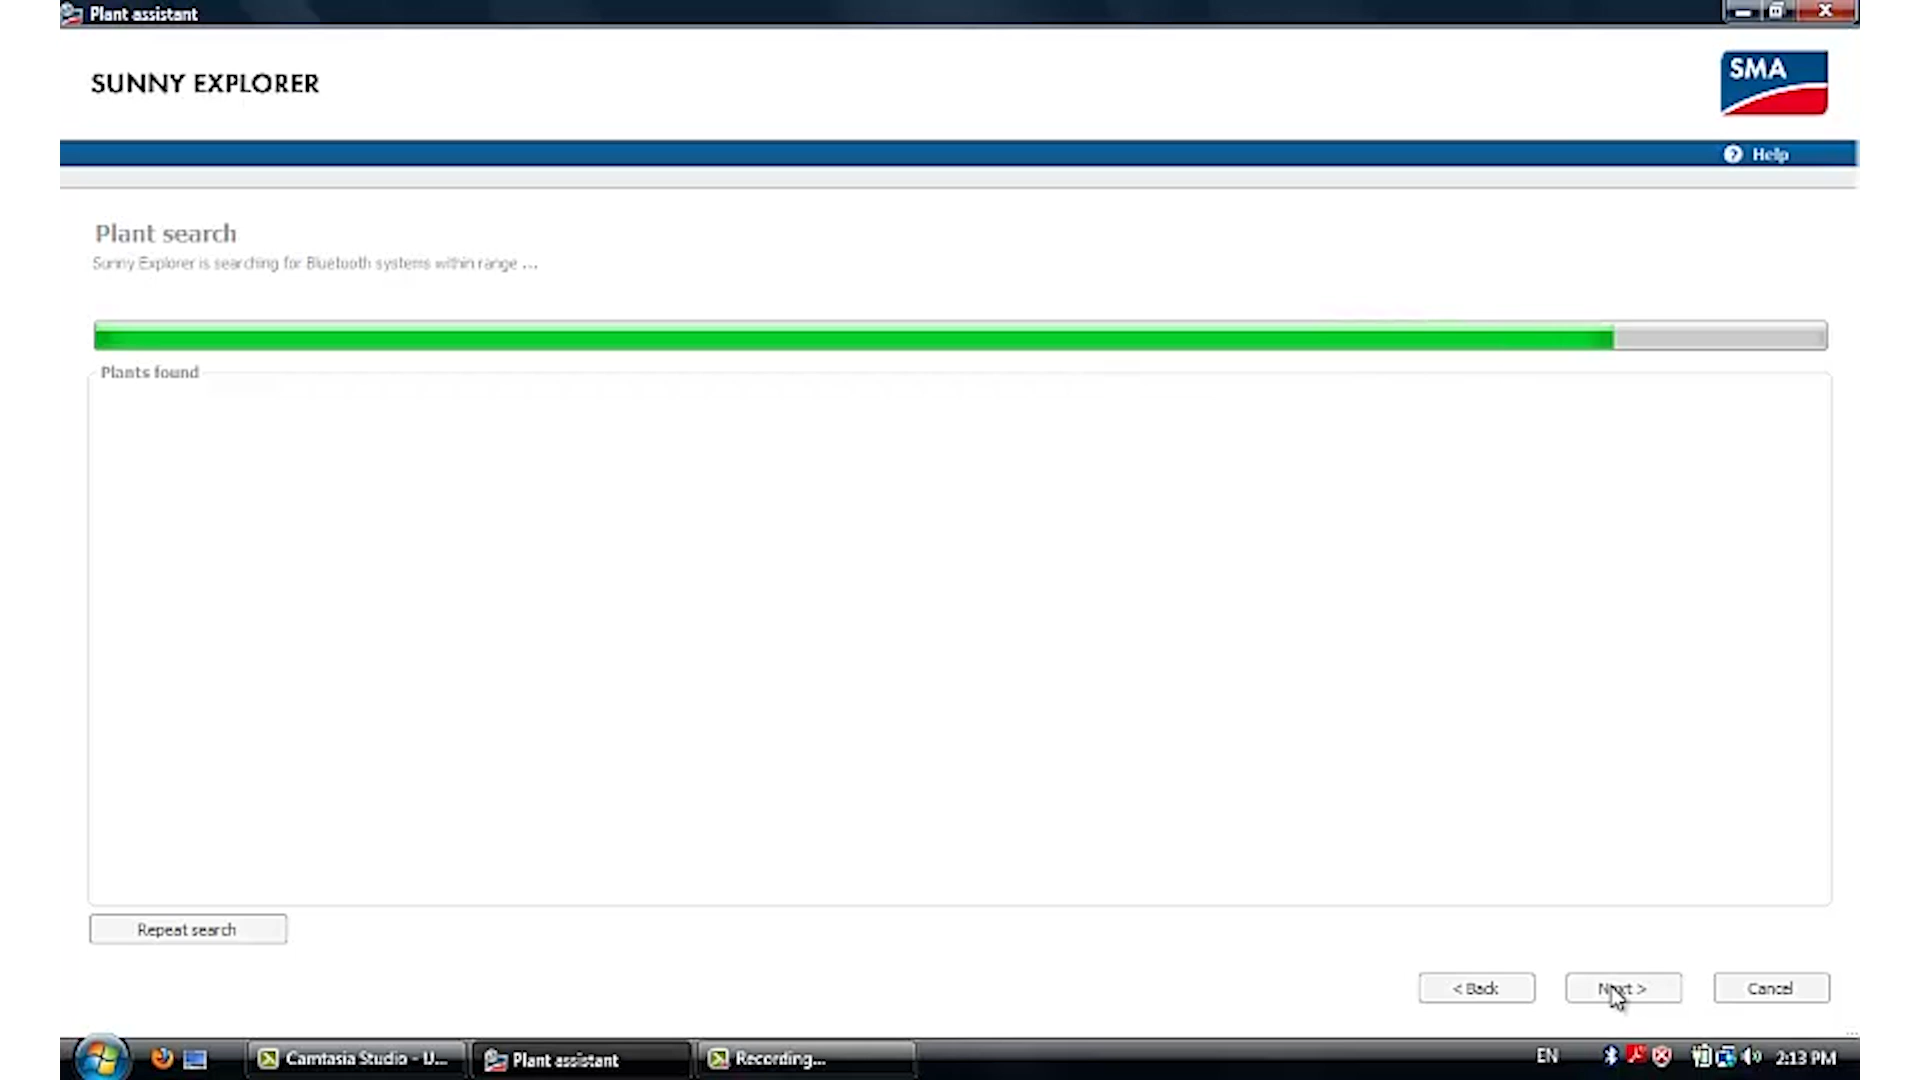 Plant assistant
SUNNY EXPLORER
SMA
Help
Plant search
Sunny Explorer is searching for Bluetooth systems within range ...
Plants found
Repeat search
< Back
Next >
Cancel
Camtasia Studio - U...
Plant assistant
Recording...
EN
2:13 PM